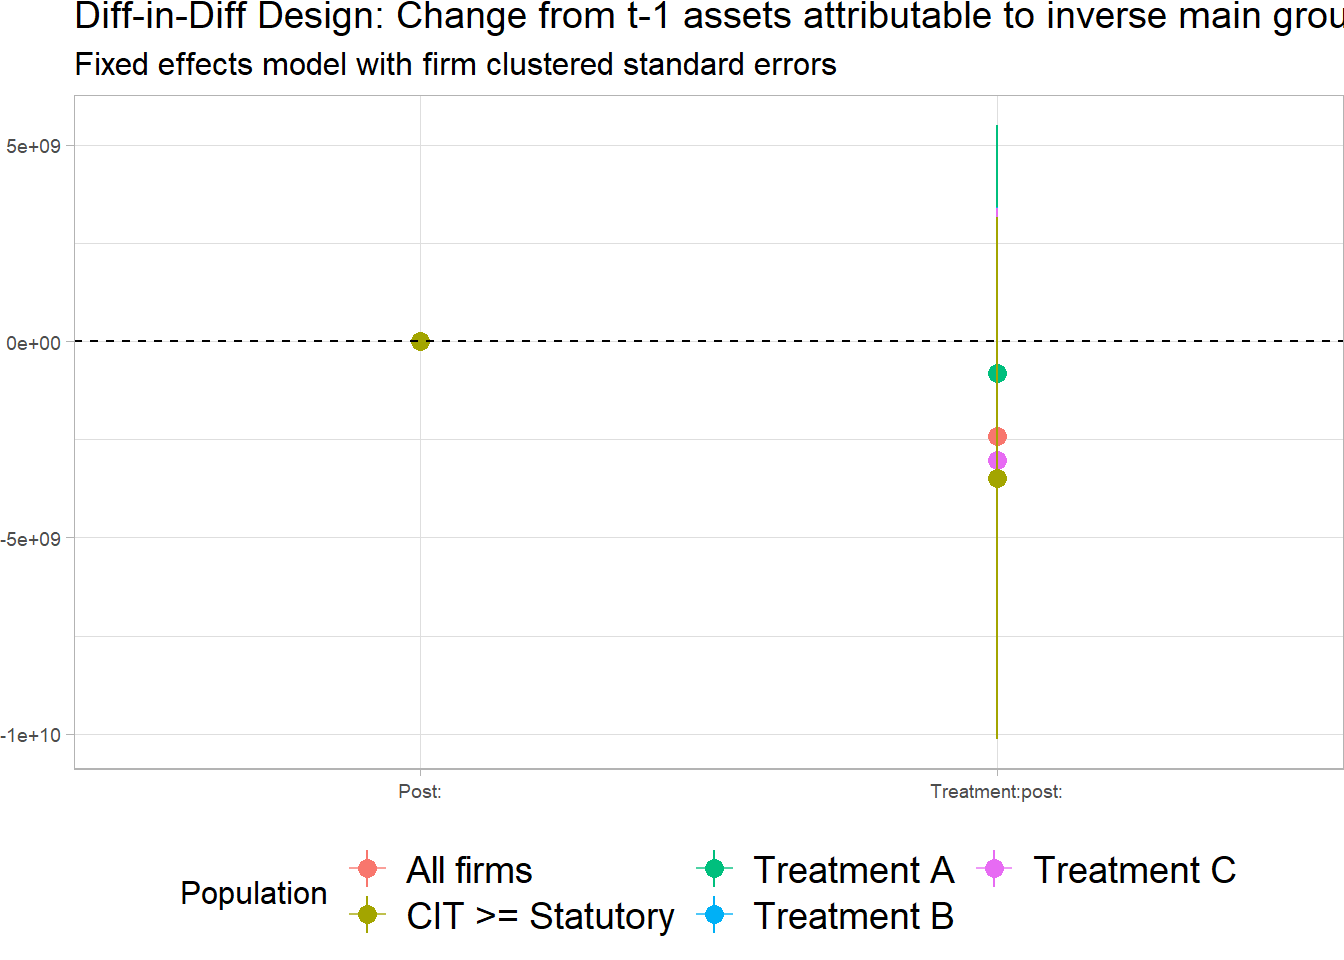 Diff-in-Diff Design: Change from t-1 assets attributable to inverse main grou
Fixed effects model with firm clustered standard errors
5e+09
0e+00
-5e+09
-1e+10
Post:
Treatment:post:
Population
All firms
CIT >= Statutory
Treatment A
Treatment B
Treatment C